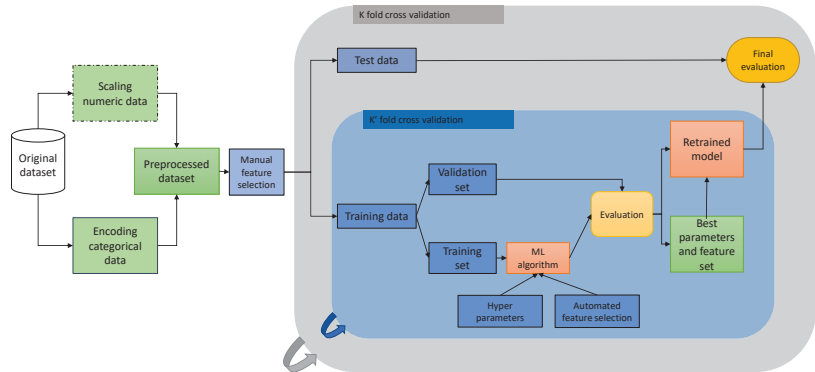 K fold cross validation
Test data
Final
evaluation
Scaling
numeric data
K' fold cross validation
Original
dataset
Preprocessed
dataset
Manual
feature
selection
Validation
set
Retrained
model
Training data
Evaluation
Encoding
categorical
data
Training
set
ML
algorithm
Best
parameters
and feature
set
Hyper
parameters
Automated
feature selection